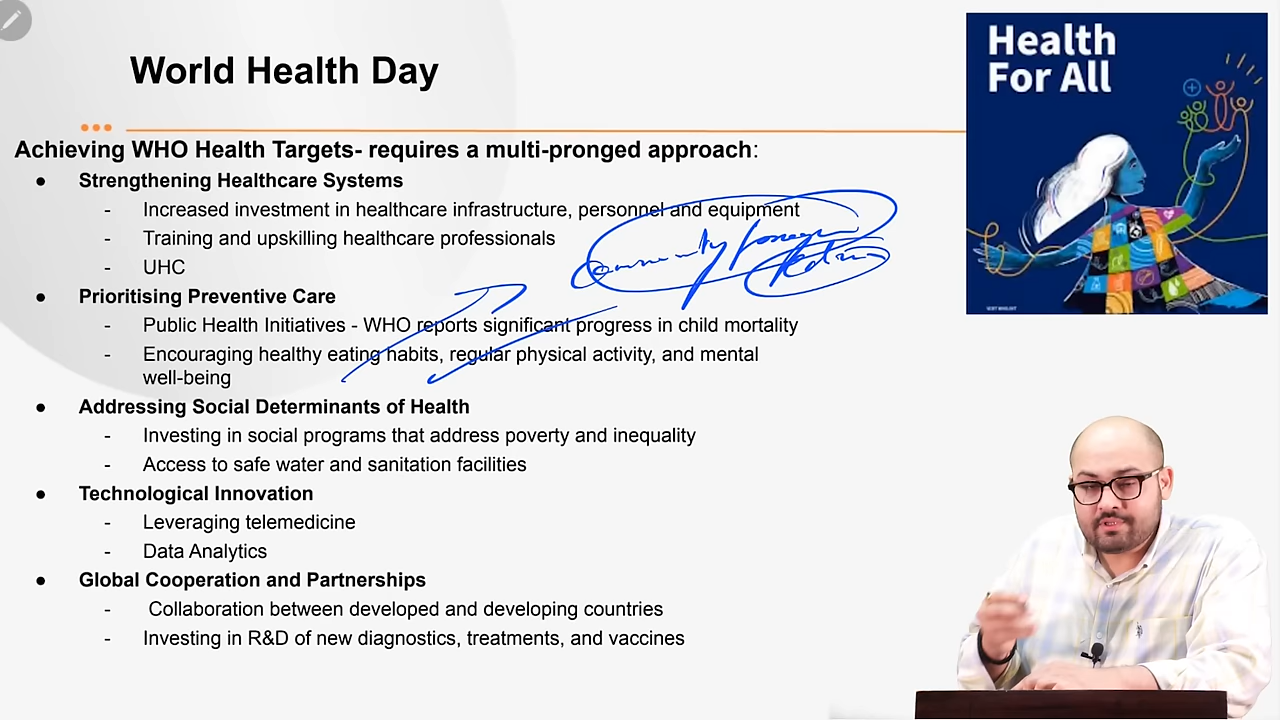 World Health Day
Health
For All
Achieving WHO Health Targets- requires a multi-pronged approach:
● Strengthening Healthcare Systems
- Increased investment in healthcare infrastructure, personnel and equipment
- Training and upskilling healthcare professionals
- UHC
● Prioritising Preventive Care
- Public Health Initiatives - WHO reports significant progress in child mortality
- Encouraging healthy eating habits, regular physical activity, and mental
well-being
● Addressing Social Determinants of Health
- Investing in social programs that address poverty and inequality
- Access to safe water and sanitation facilities
● Technological Innovation
- Leveraging telemedicine
- Data Analytics
● Global Cooperation and Partnerships
- Collaboration between developed and developing countries
- Investing in R&D of new diagnostics, treatments, and vaccines